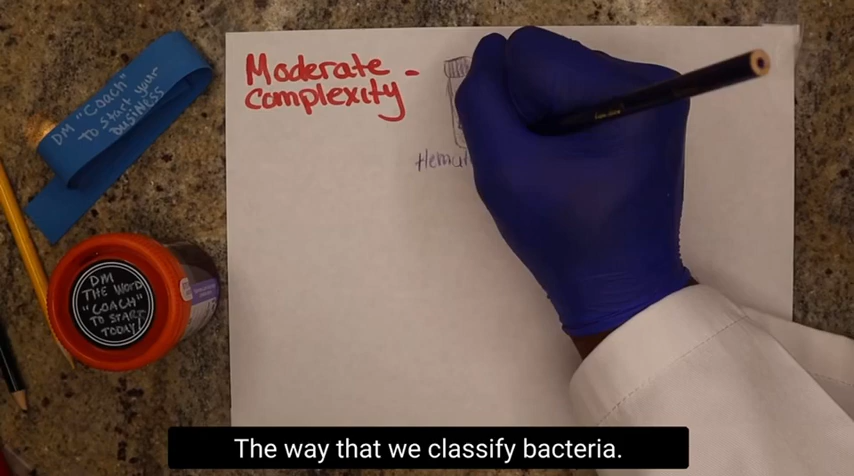 Moderate -
complexity
DM "Coach"
TO start your
BUSINESS
DM
THE WORD
"COACH"
TO START
TODAY!
The way that we classify bacteria.